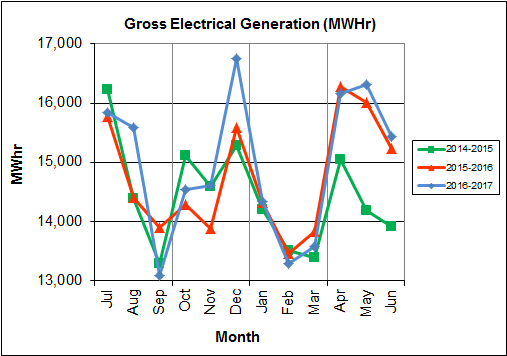 Gross Electrical Generation (MWHr)
17,000
16,000
15,000
14,000
13,000
MWhr
Jul Aug Sep Oct Nov Dec Jan Feb Mar Apr May Jun
Month
2014-2015
2015-2016
2016-2017